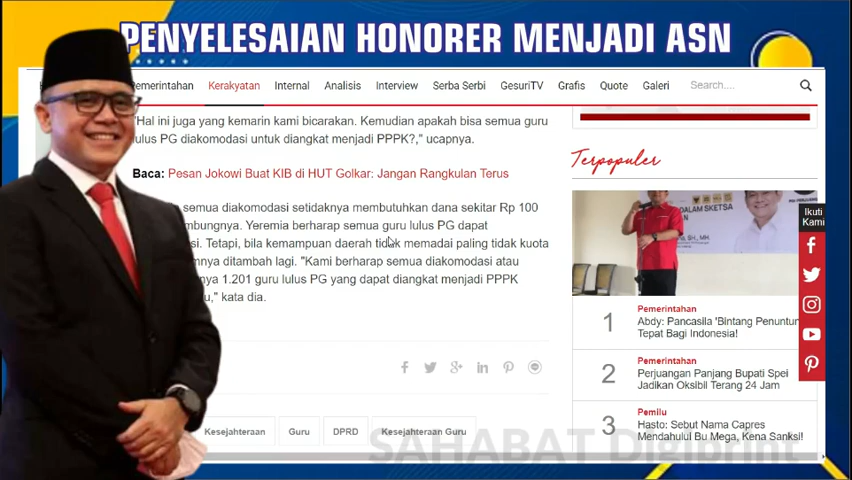 PENYELESAIAN HONORER MENJADI ASN
Pemerintahan Kerakyatan Internal Analisis Interview Serba Serbi GesuriTV Grafis Quote Galeri Search....
"Hal ini juga yang kemarin kami bicarakan. Kemudian apakah bisa semua guru
lulus PG diakomodasi untuk diangkat menjadi PPPK?," ucapnya.
Baca: Pesan Jokowi Buat KIB di HUT Golkar: Jangan Rangkulan Terus
semua diakomodasi setidaknya membutuhkan dana sekitar Rp 100
Yeremia berharap semua guru lulus PG dapat
Tetapi, bila kemampuan daerah tidak memadai paling tidak kuota
ditambah lagi. "Kami berharap semua diakomodasi atau
1.201 guru lulus PG yang dapat diangkat menjadi PPPK
kata dia.
Kesejahteraan
Guru
DPRD
Kesejahteraan Guru
Terpopuler
DALAM SKETSA
SH., MH.
Ikuti
Kami
1
Pemerintahan
Abdy: Pancasila 'Bintang Penuntun
Tepat Bagi Indonesia!
2
Pemerintahan
Perjuangan Panjang Bupati Spei
Jadikan Oksibil Terang 24 Jam
3
Pemilu
Hasto: Sebut Nama Capres
Mendahului Bu Mega, Kena Sanksi!
SAHABAT Digiprint